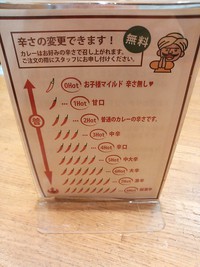 辛さの変更できます！
無料
カレーはお好みの辛さで召し上がれます。
ご注文の際にスタッフにお申し付けください。
0Hot お子様マイルド 辛さ無し♥
… 1Hot 甘口
… 2Hot 普通のカレーの辛さです。
… 3Hot 中辛
… 4Hot 辛口
… 5Hot 中大辛
大辛